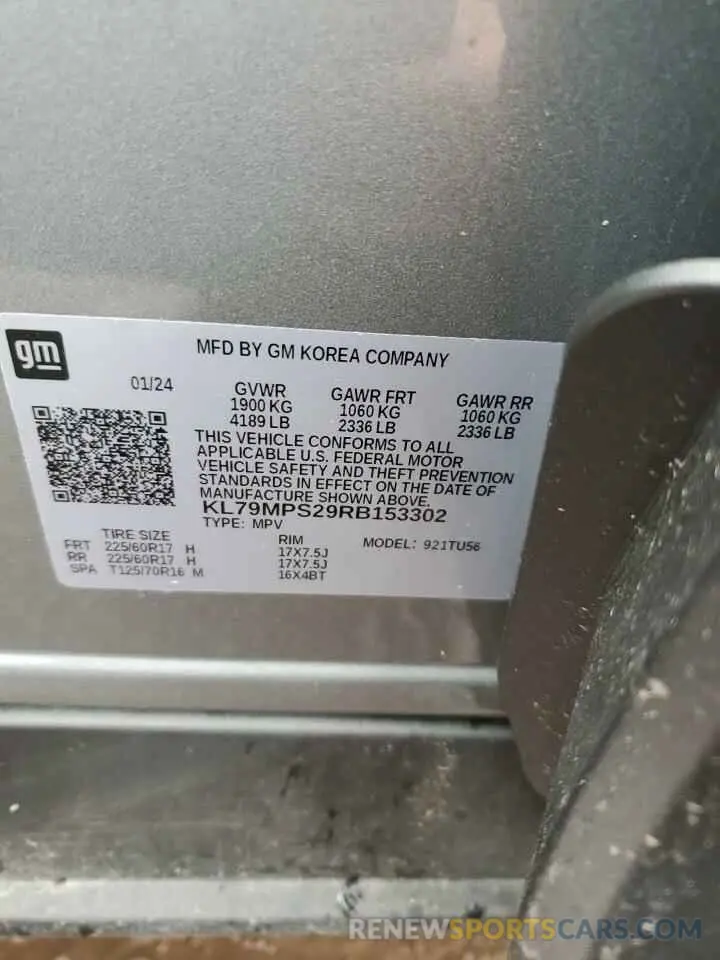 gm
MFD BY GM KOREA COMPANY
01/24
GVWR GAWR FRT GAWR RR
1900 KG 1060 KG 1060 KG
4189 LB 2336 LB 2336 LB
THIS VEHICLE CONFORMS TO ALL
APPLICABLE U.S. FEDERAL MOTOR
VEHICLE SAFETY AND THEFT PREVENTION
STANDARDS IN EFFECT ON THE DATE OF
MANUFACTURE SHOWN ABOVE.
KL79MPS29RB153302
TYPE: MPV
TIRE SIZE RIM MODEL: 921TU56
FRT 225/60R17 H 17X7.5J
RR 225/60R17 H 17X7.5J
SPA T125/70R16 M 16X4BT
RENEWSPORTSCARS.COM